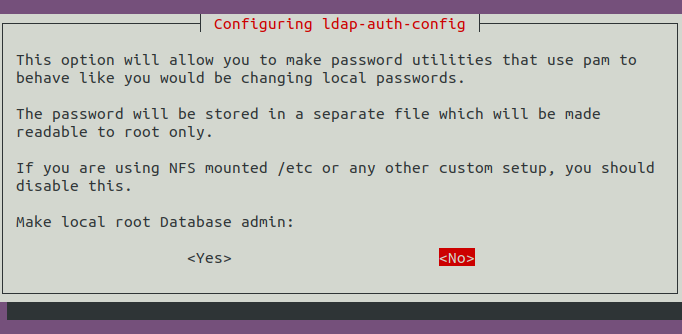 Configuring ldap-auth-config
This option will allow you to make password utilities that use pam to
behave like you would be changing local passwords.
The password will be stored in a separate file which will be made
readable to root only.
If you are using NFS mounted /etc or any other custom setup, you should
disable this.
Make local root Database admin:
<Yes> <No>